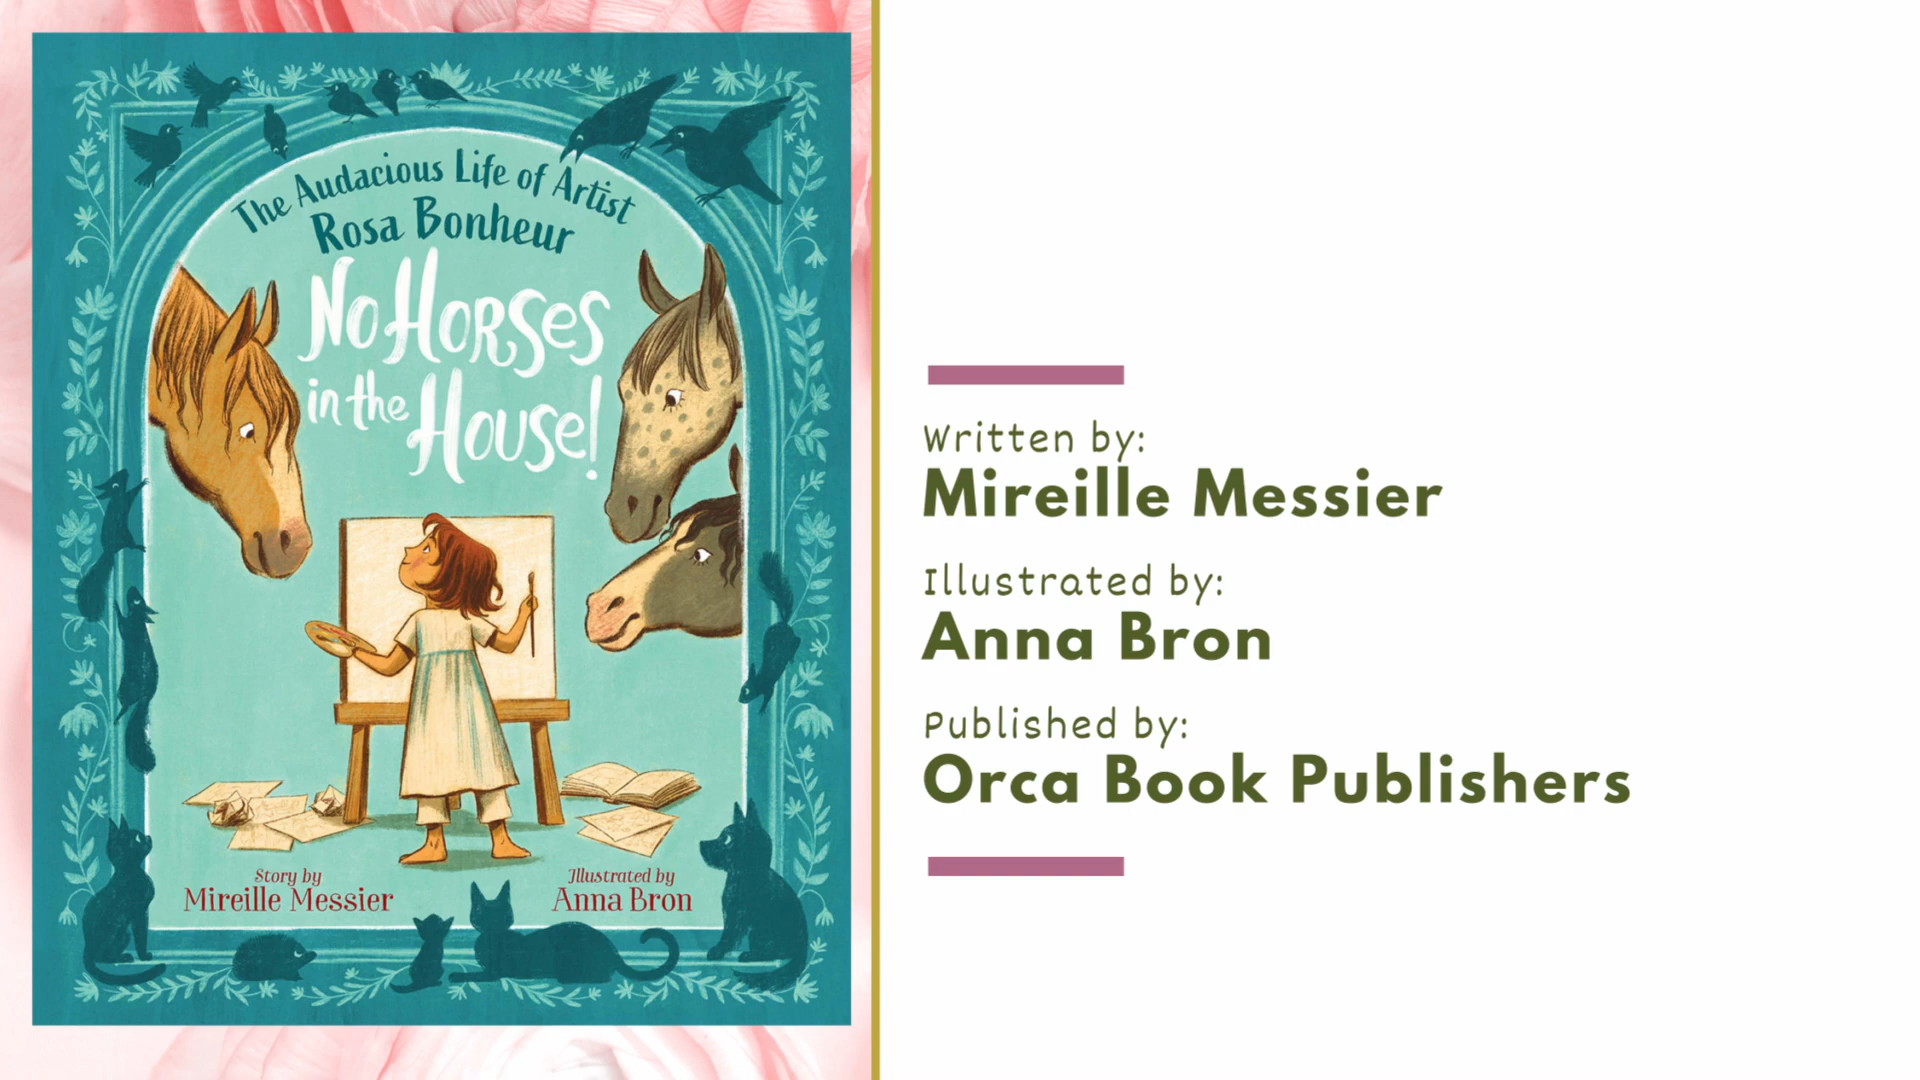 The Audacious Life of Artist
Rosa Bonheur
No Horses
in the House!
Story by
Mireille Messier
Illustrated by
Anna Bron
Written by:
Mireille Messier
Illustrated by:
Anna Bron
Published by:
Orca Book Publishers